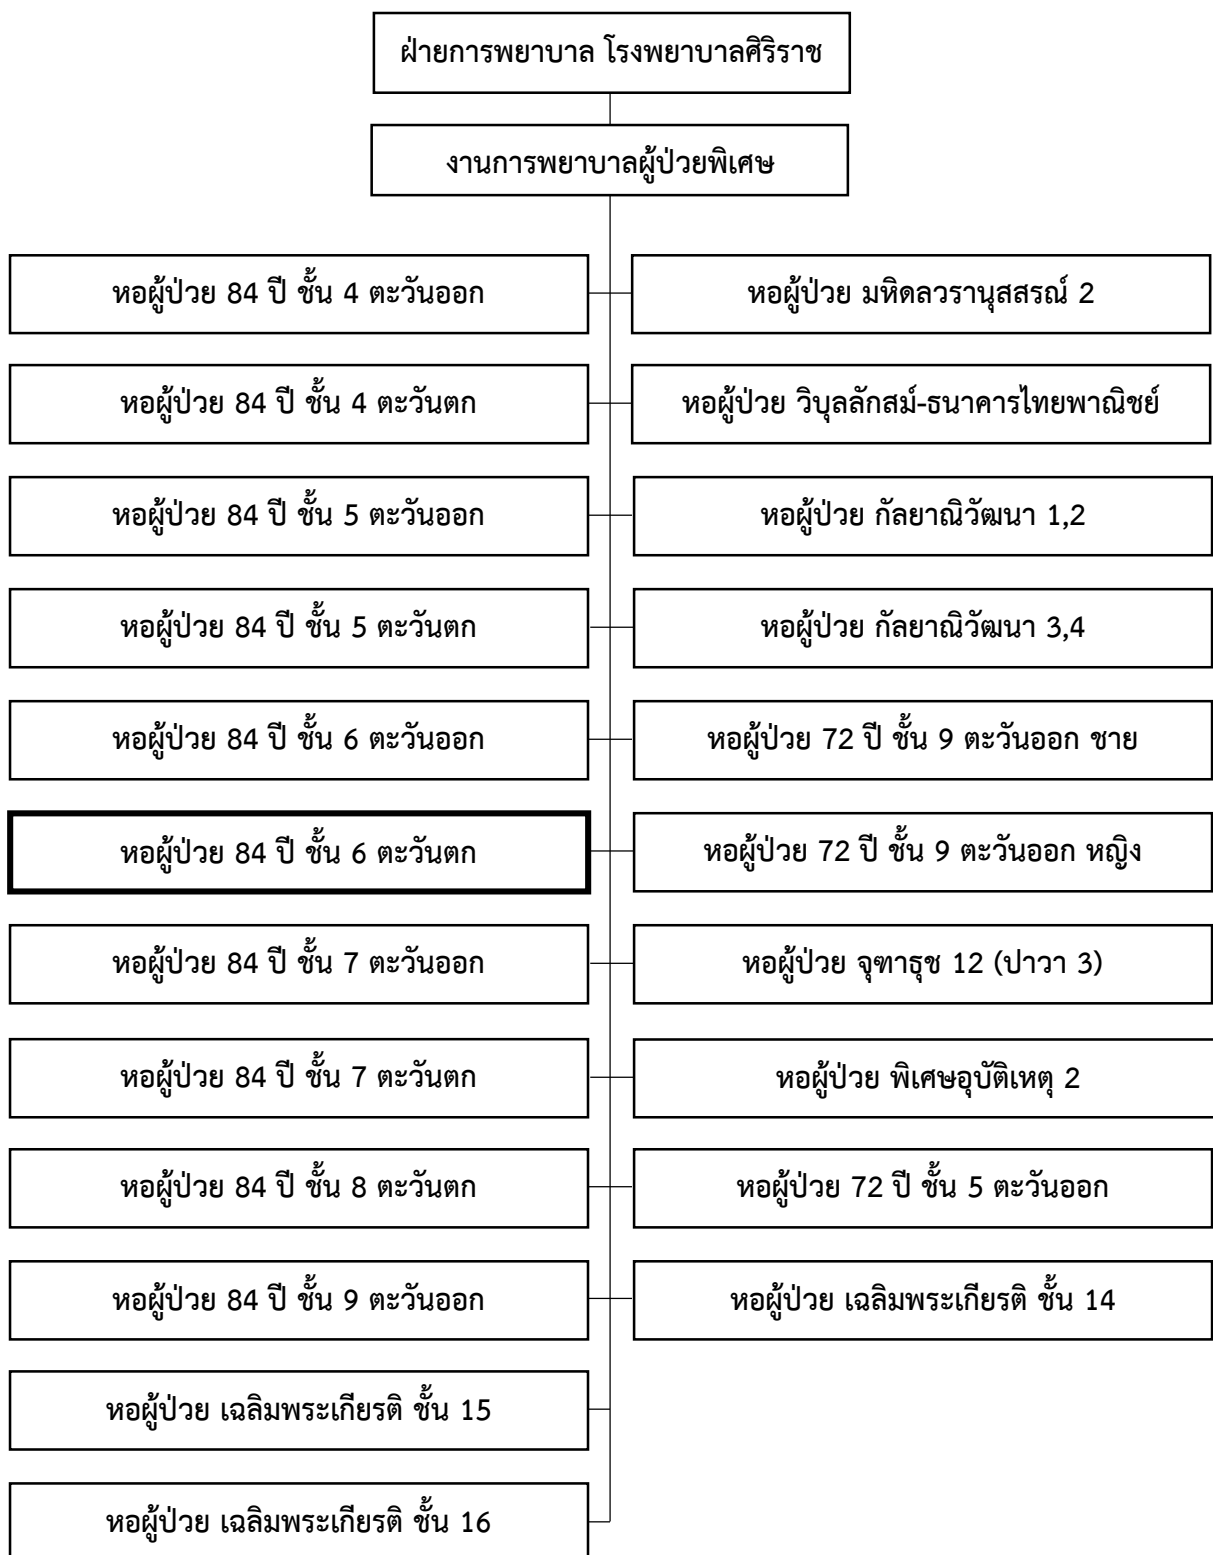 ฝ่ายการพยาบาล โรงพยาบาลศิริราช
งานการพยาบาลผู้ป่วยพิเศษ
หอผู้ป่วย 84 ปี ชั้น 4 ตะวันออก
หอผู้ป่วย มหิดลวรานุสสรณ์ 2
หอผู้ป่วย 84 ปี ชั้น 4 ตะวันตก
หอผู้ป่วย วิบุลลักสม์-ธนาคารไทยพาณิชย์
หอผู้ป่วย 84 ปี ชั้น 5 ตะวันออก
หอผู้ป่วย กัลยาณิวัฒนา 1,2
หอผู้ป่วย 84 ปี ชั้น 5 ตะวันตก
หอผู้ป่วย กัลยาณิวัฒนา 3,4
หอผู้ป่วย 84 ปี ชั้น 6 ตะวันออก
หอผู้ป่วย 72 ปี ชั้น 9 ตะวันออก ชาย
หอผู้ป่วย 84 ปี ชั้น 6 ตะวันตก
หอผู้ป่วย 72 ปี ชั้น 9 ตะวันออก หญิง
หอผู้ป่วย 84 ปี ชั้น 7 ตะวันออก
หอผู้ป่วย จุฑาธุช 12 (ปาวา 3)
หอผู้ป่วย 84 ปี ชั้น 7 ตะวันตก
หอผู้ป่วย พิเศษอุบัติเหตุ 2
หอผู้ป่วย 84 ปี ชั้น 8 ตะวันตก
หอผู้ป่วย 72 ปี ชั้น 5 ตะวันออก
หอผู้ป่วย 84 ปี ชั้น 9 ตะวันออก
หอผู้ป่วย เฉลิมพระเกียรติ ชั้น 14
หอผู้ป่วย เฉลิมพระเกียรติ ชั้น 15
หอผู้ป่วย เฉลิมพระเกียรติ ชั้น 16